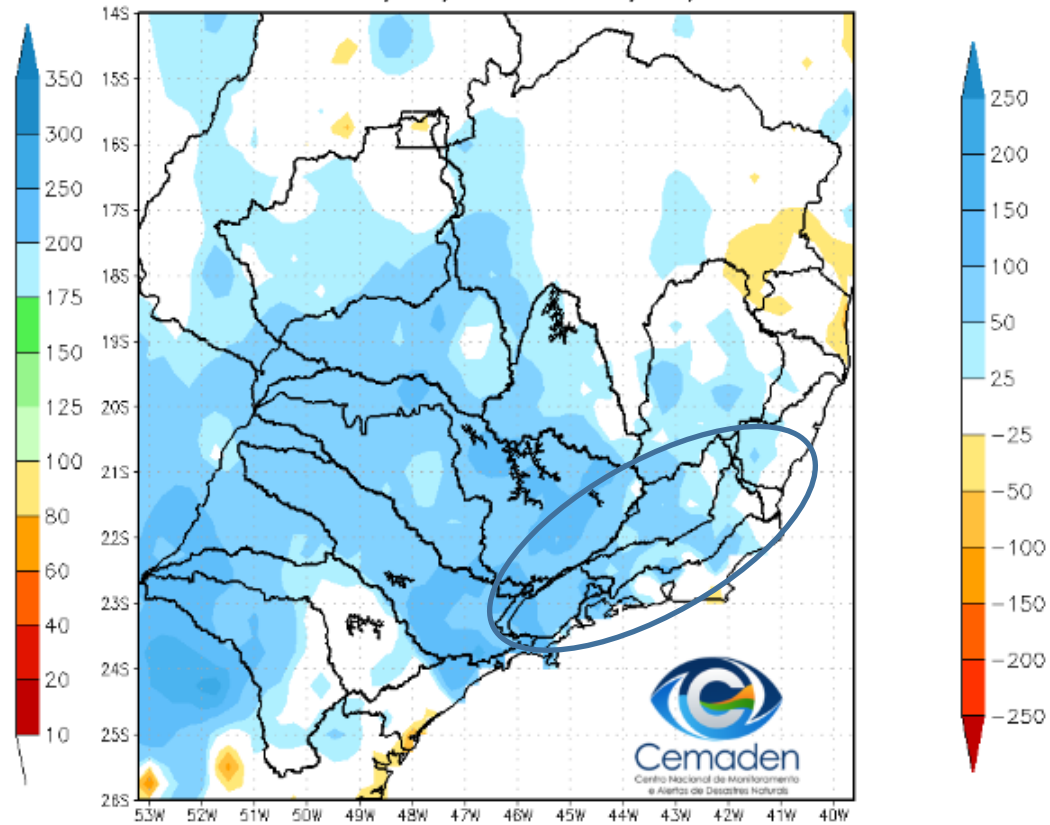 350
300
250
200
175
150
125
100
80
60
40
20
10
14S
15S
16S
17S
18S
19S
20S
21S
22S
23S
24S
25S
26S
53W 52W 51W 50W 49W 48W 47W 46W 45W 44W 43W 42W 41W 40W
Cemaden
Centro Nacional de Monitoramento
e Alertas de Desastres Naturais
250
200
150
100
50
25
−25
−50
−100
−150
−200
−250